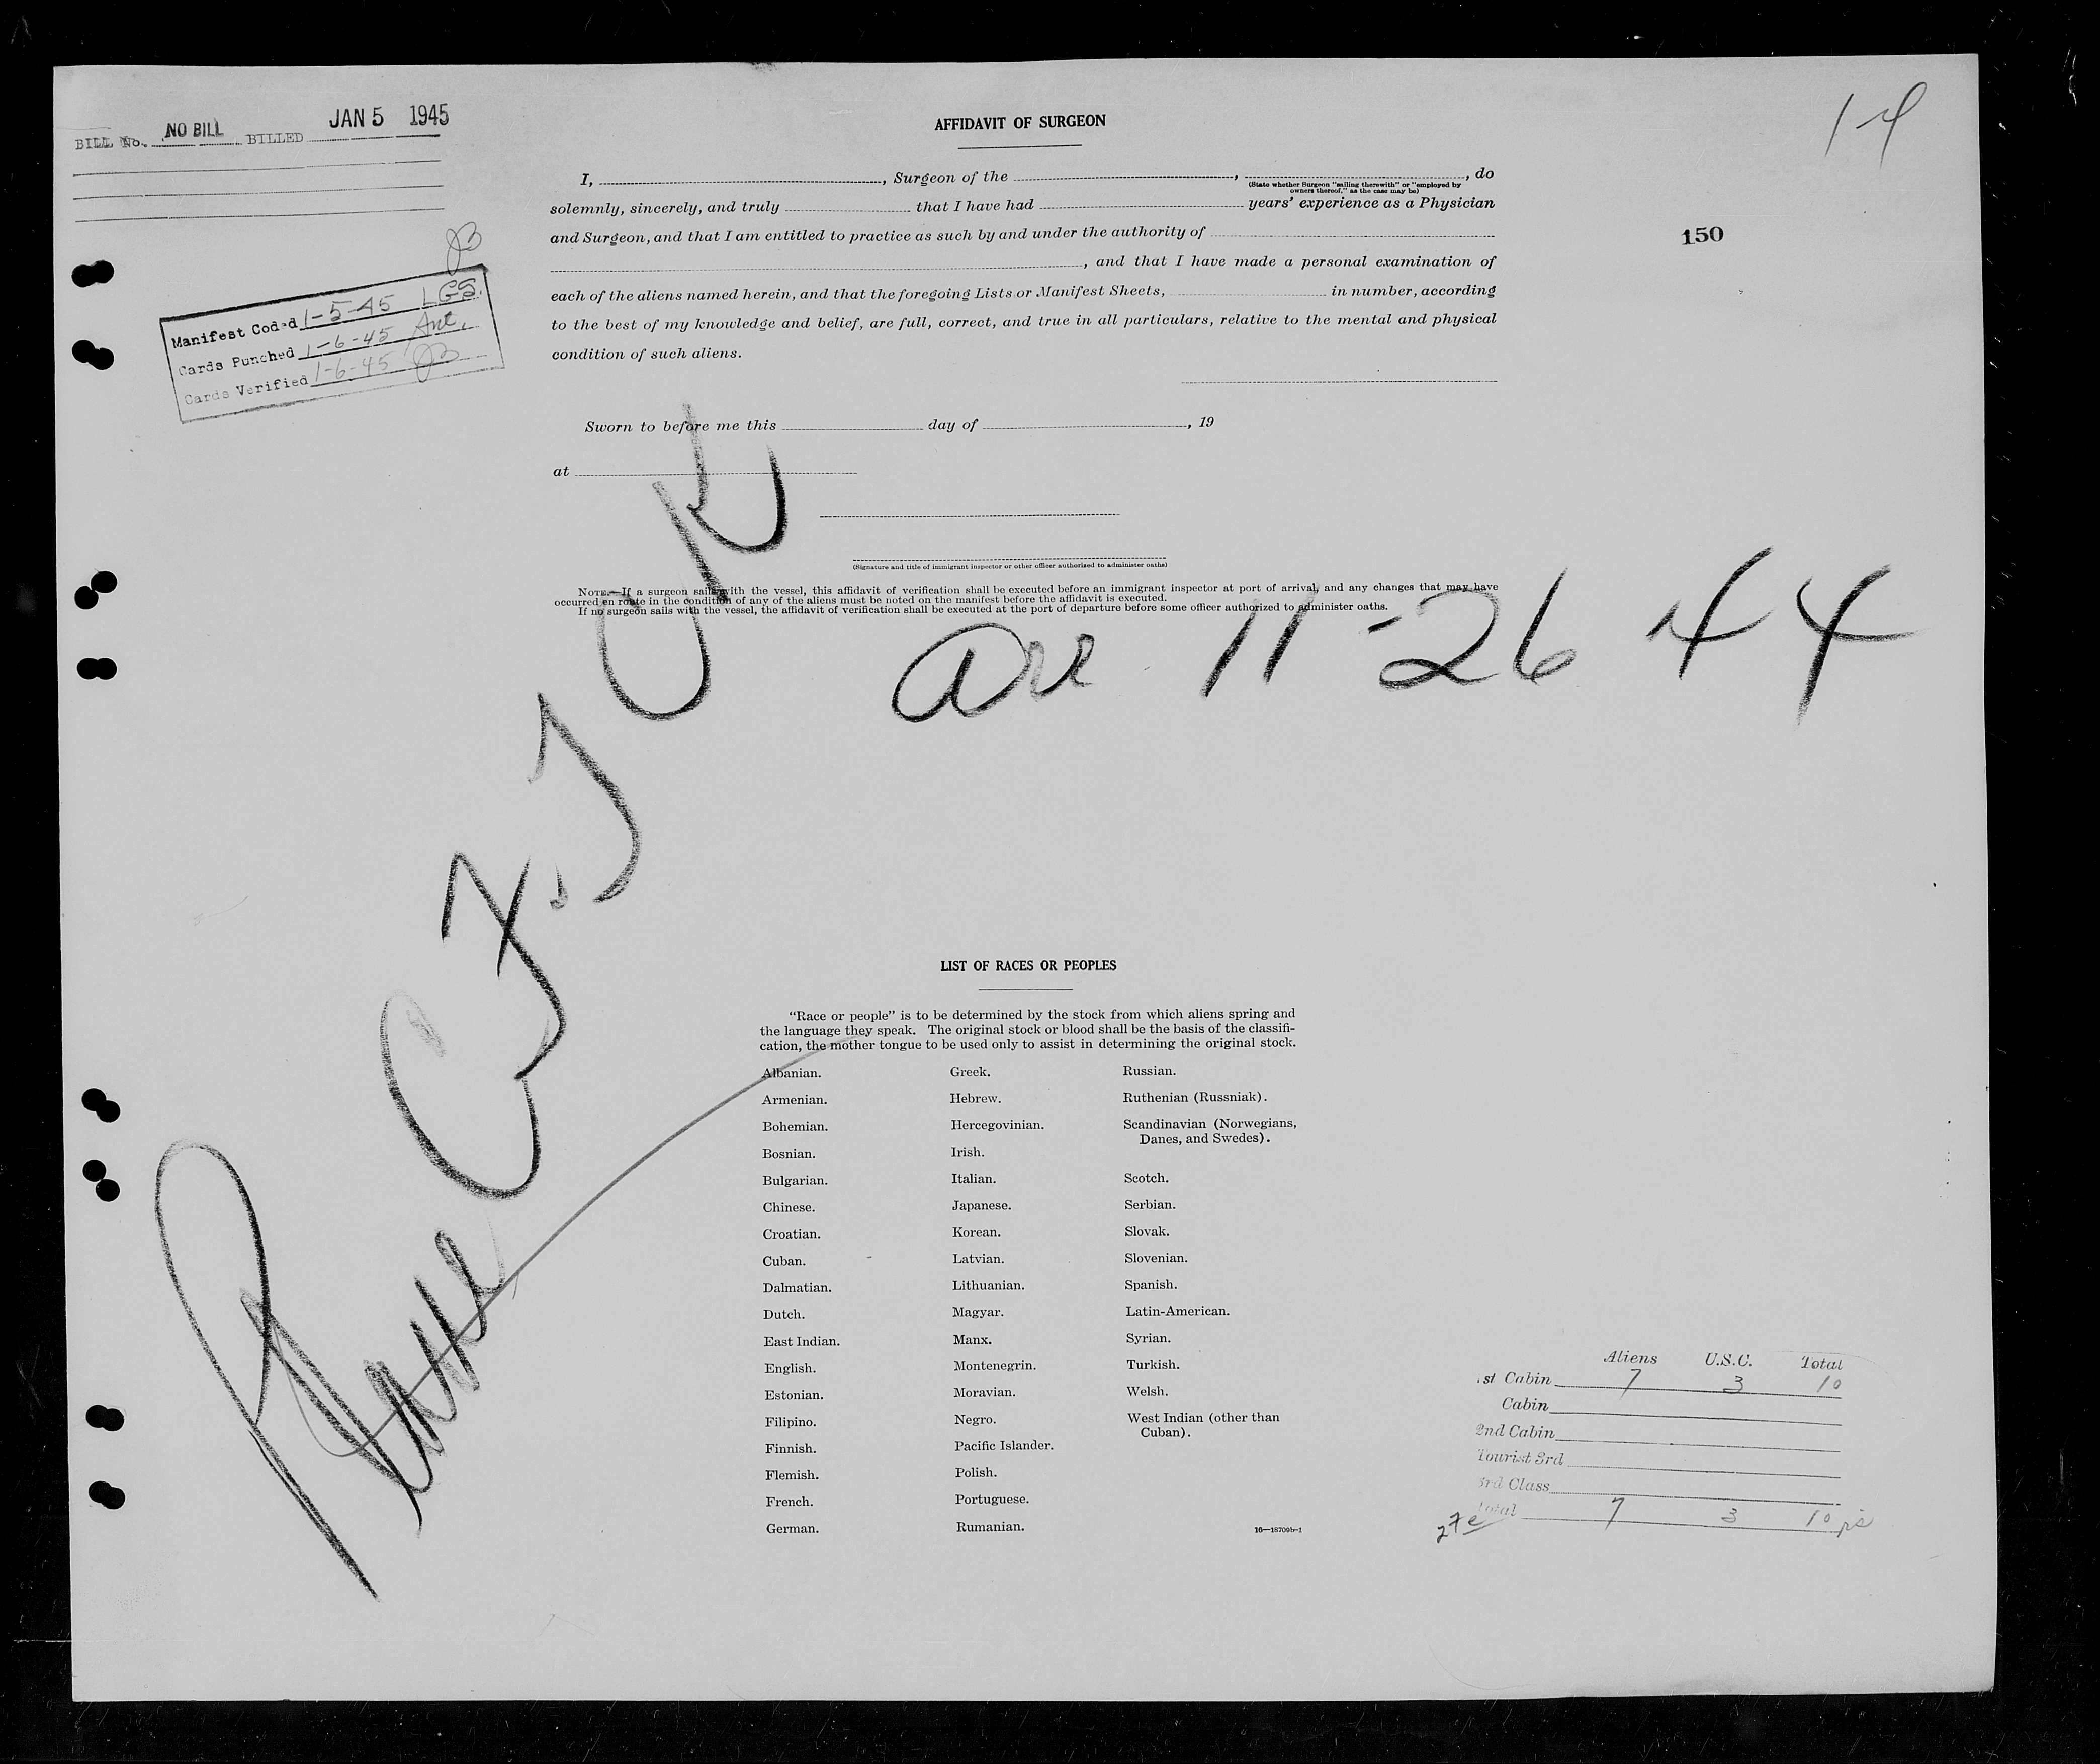 BILL No. NO BILL BILLED JAN 5 1945
14
150
JB
Manifest Coded 1-5-45 LGS.
Cards Punched 1-6-45 Ant.
Cards Verified 1-6-45 JB
AFFIDAVIT OF SURGEON
I, , Surgeon of the , , do
(State whether Surgeon "sailing therewith" or "employed by
owners thereof," as the case may be)
solemnly, sincerely, and truly that I have had years' experience as a Physician
and Surgeon, and that I am entitled to practice as such by and under the authority of
, and that I have made a personal examination of
each of the aliens named herein, and that the foregoing Lists or Manifest Sheets, in number, according
to the best of my knowledge and belief, are full, correct, and true in all particulars, relative to the mental and physical
condition of such aliens.
Sworn to before me this day of , 19
at
(Signature and title of immigrant inspector or other officer authorized to administer oaths)
NOTE.—If a surgeon sails with the vessel, this affidavit of verification shall be executed before an immigrant inspector at port of arrival, and any changes that may have
occurred en route in the condition of any of the aliens must be noted on the manifest before the affidavit is executed.
If no surgeon sails with the vessel, the affidavit of verification shall be executed at the port of departure before some officer authorized to administer oaths.
arr 11-26 44
Plane CF.JCK
LIST OF RACES OR PEOPLES
"Race or people" is to be determined by the stock from which aliens spring and
the language they speak. The original stock or blood shall be the basis of the classifi-
cation, the mother tongue to be used only to assist in determining the original stock.
Albanian.
Armenian.
Bohemian.
Bosnian.
Bulgarian.
Chinese.
Croatian.
Cuban.
Dalmatian.
Dutch.
East Indian.
English.
Estonian.
Filipino.
Finnish.
Flemish.
French.
German.
Greek.
Hebrew.
Hercegovinian.
Irish.
Italian.
Japanese.
Korean.
Latvian.
Lithuanian.
Magyar.
Manx.
Montenegrin.
Moravian.
Negro.
Pacific Islander.
Polish.
Portuguese.
Rumanian.
Russian.
Ruthenian (Russniak).
Scandinavian (Norwegians,
Danes, and Swedes).
Scotch.
Serbian.
Slovak.
Slovenian.
Spanish.
Latin-American.
Syrian.
Turkish.
Welsh.
West Indian (other than
Cuban).
16—18709b-1
Aliens U.S.C. Total
1st Cabin 7 3 10
Cabin
2nd Cabin
Tourist 3rd
3rd Class
Total 7 3 10